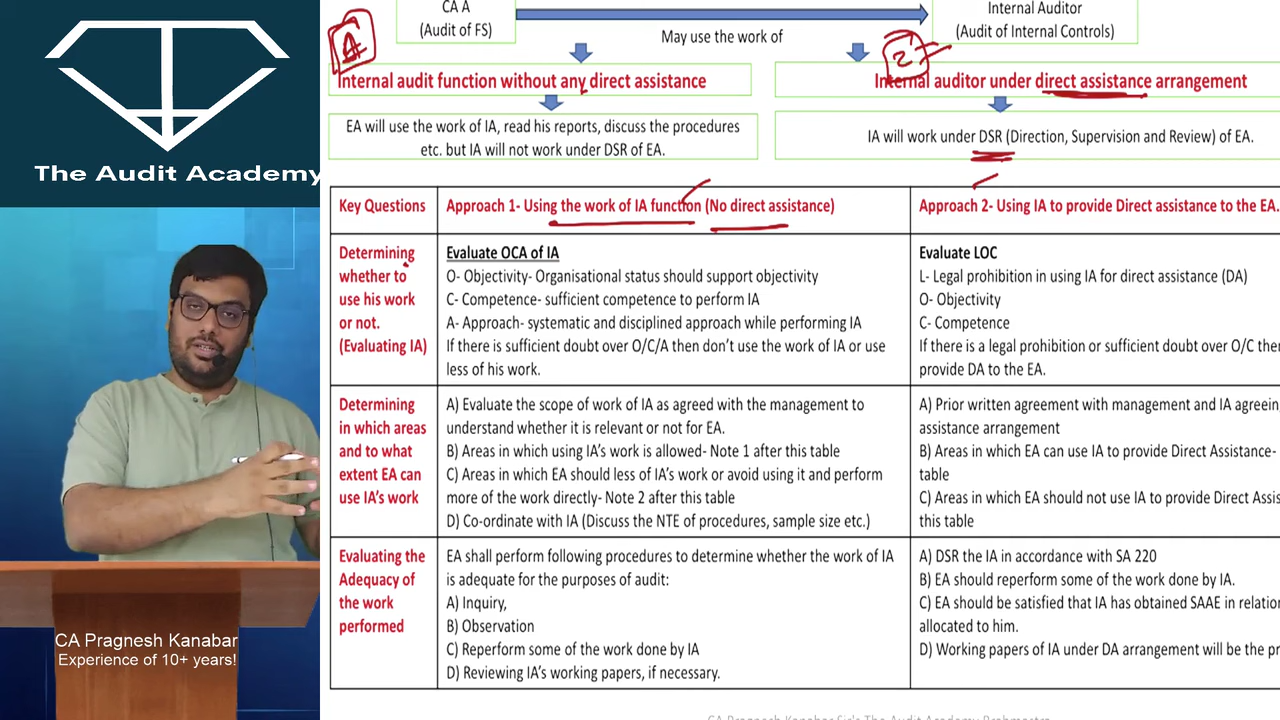 CA A
(Audit of FS)
Internal Auditor
(Audit of Internal Controls)
May use the work of
1
2
Internal audit function without any direct assistance
Internal auditor under direct assistance arrangement
EA will use the work of IA, read his reports, discuss the procedures
etc. but IA will not work under DSR of EA.
IA will work under DSR (Direction, Supervision and Review) of EA.
The Audit Academy
Key Questions
Approach 1- Using the work of IA function (No direct assistance)
Approach 2- Using IA to provide Direct assistance to the EA.
Determining
whether to
use his work
or not.
(Evaluating IA)
Evaluate OCA of IA
O- Objectivity- Organisational status should support objectivity
C- Competence- sufficient competence to perform IA
A- Approach- systematic and disciplined approach while performing IA
If there is sufficient doubt over O/C/A then don't use the work of IA or use
less of his work.
Evaluate LOC
L- Legal prohibition in using IA for direct assistance (DA)
O- Objectivity
C- Competence
If there is a legal prohibition or sufficient doubt over O/C then
provide DA to the EA.
Determining
in which areas
and to what
extent EA can
use IA's work
A) Evaluate the scope of work of IA as agreed with the management to
understand whether it is relevant or not for EA.
B) Areas in which using IA's work is allowed- Note 1 after this table
C) Areas in which EA should less of IA's work or avoid using it and perform
more of the work directly- Note 2 after this table
D) Co-ordinate with IA (Discuss the NTE of procedures, sample size etc.)
A) Prior written agreement with management and IA agreein
assistance arrangement
B) Areas in which EA can use IA to provide Direct Assistance-
table
C) Areas in which EA should not use IA to provide Direct Assis
this table
Evaluating the
Adequacy of
the work
performed
EA shall perform following procedures to determine whether the work of IA
is adequate for the purposes of audit:
A) Inquiry,
B) Observation
C) Reperform some of the work done by IA
D) Reviewing IA's working papers, if necessary.
A) DSR the IA in accordance with SA 220
B) EA should reperform some of the work done by IA.
C) EA should be satisfied that IA has obtained SAAE in relatio
allocated to him.
D) Working papers of IA under DA arrangement will be the pr
CA Pragnesh Kanabar
Experience of 10+ years!
CA Pragnesh Kanabar Sir's The Audit Academy Brahmastra